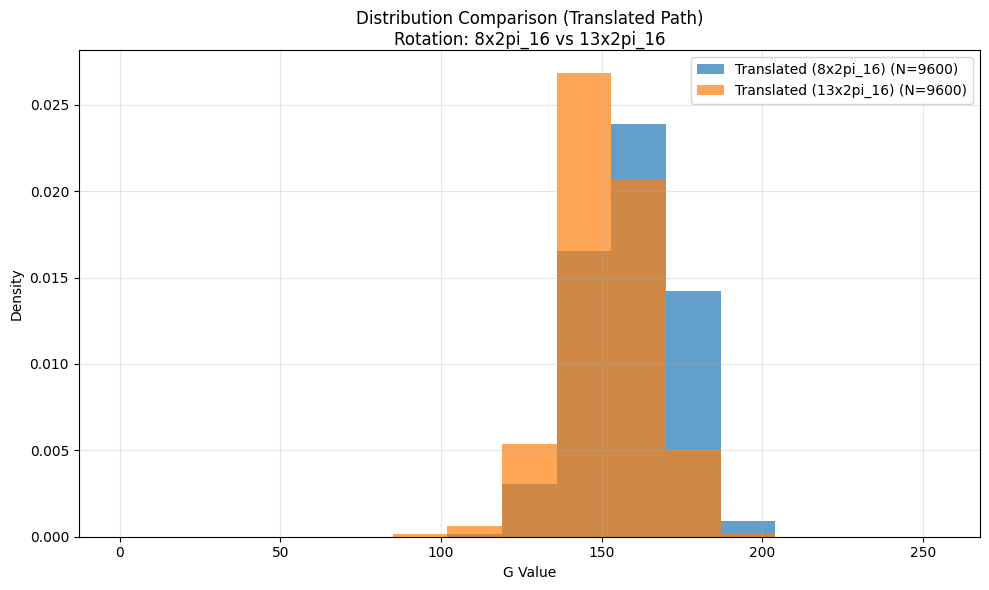 Distribution Comparison (Translated Path)
Rotation: 8x2pi_16 vs 13x2pi_16
Translated (8x2pi_16) (N=9600)
Translated (13x2pi_16) (N=9600)
0.025
0.020
0.015
0.010
0.005
0.000
Density
0
50
100
150
200
250
G Value